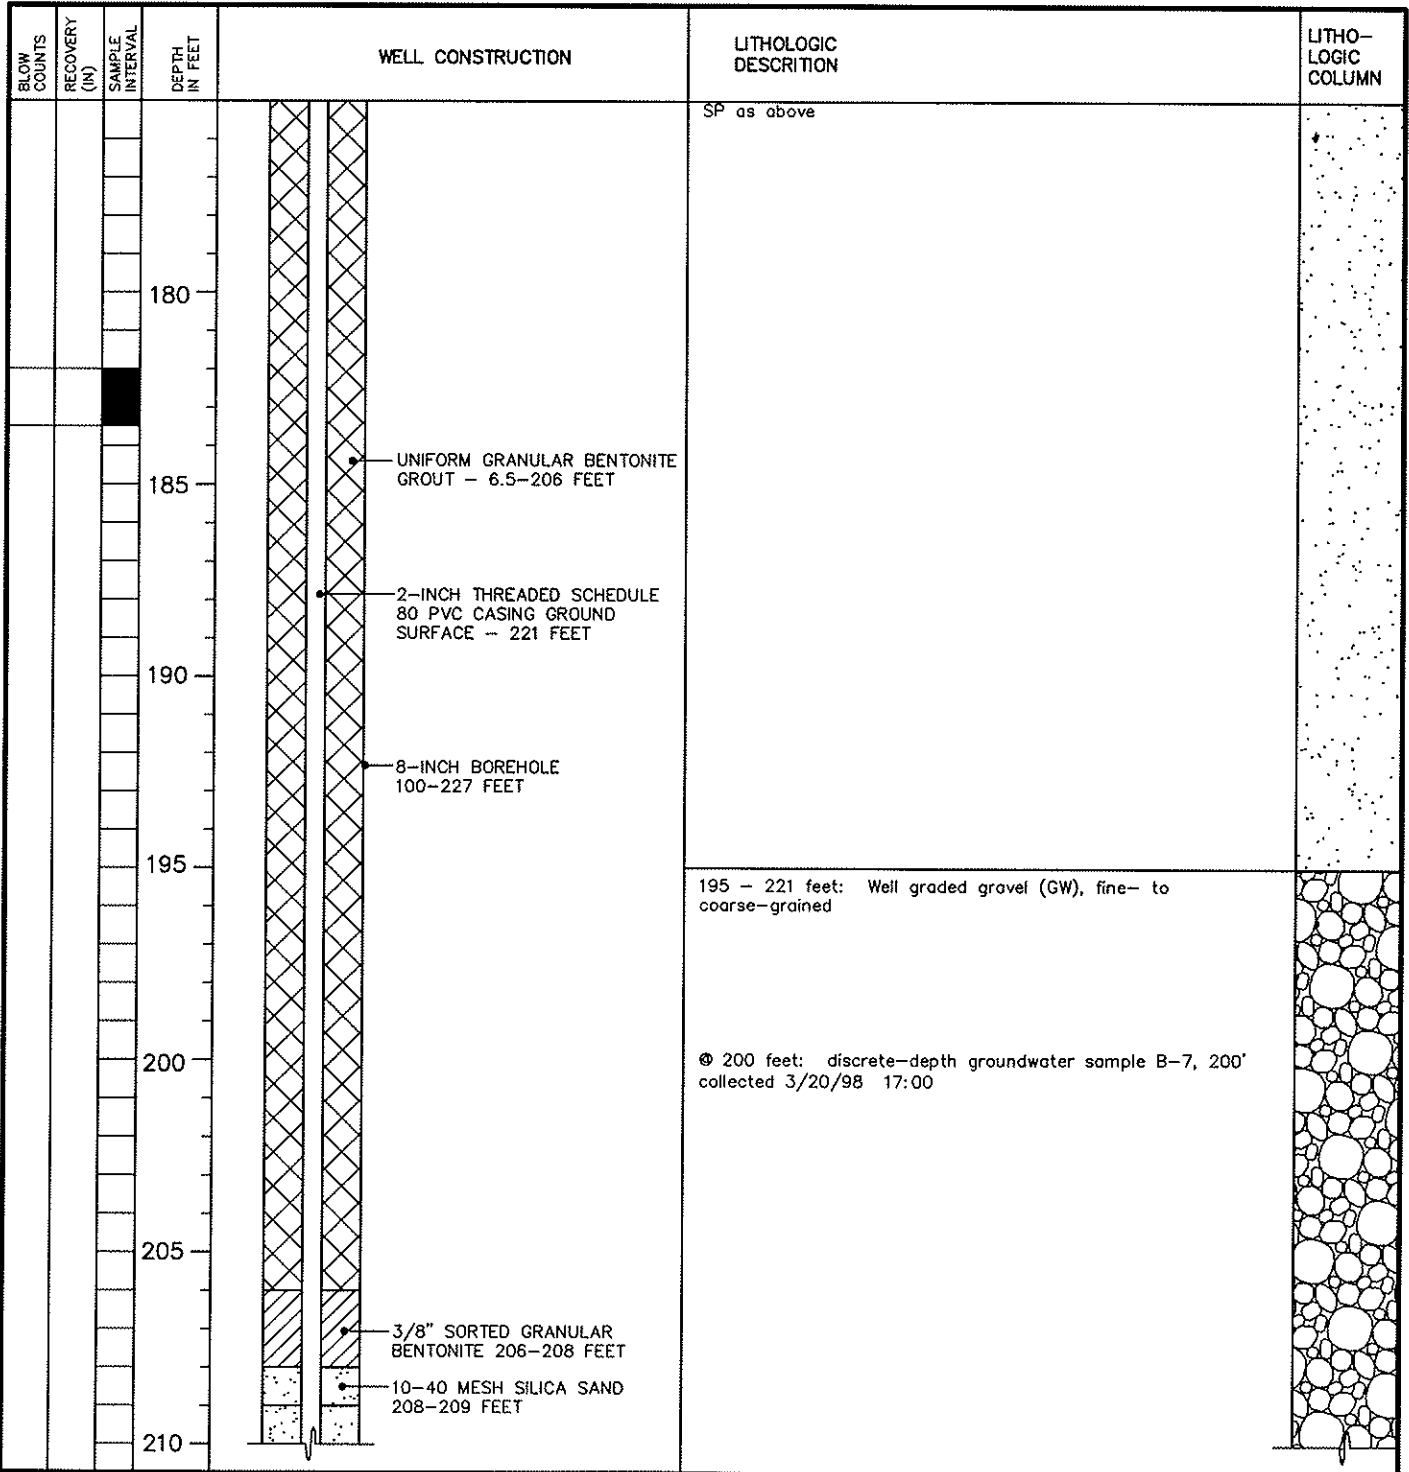 BLOW
COUNTS
RECOVERY
(IN)
SAMPLE
INTERVAL
DEPTH
IN FEET
WELL CONSTRUCTION
LITHOLOGIC
DESCRITION
LITHO-
LOGIC
COLUMN
SP as above
180
UNIFORM GRANULAR BENTONITE
GROUT - 6.5-206 FEET
185
2-INCH THREADED SCHEDULE
80 PVC CASING GROUND
SURFACE - 221 FEET
190
8-INCH BOREHOLE
100-227 FEET
195
195 - 221 feet: Well graded gravel (GW), fine- to
coarse-grained
200
@ 200 feet: discrete-depth groundwater sample B-7, 200'
collected 3/20/98 17:00
205
3/8" SORTED GRANULAR
BENTONITE 206-208 FEET
10-40 MESH SILICA SAND
208-209 FEET
210